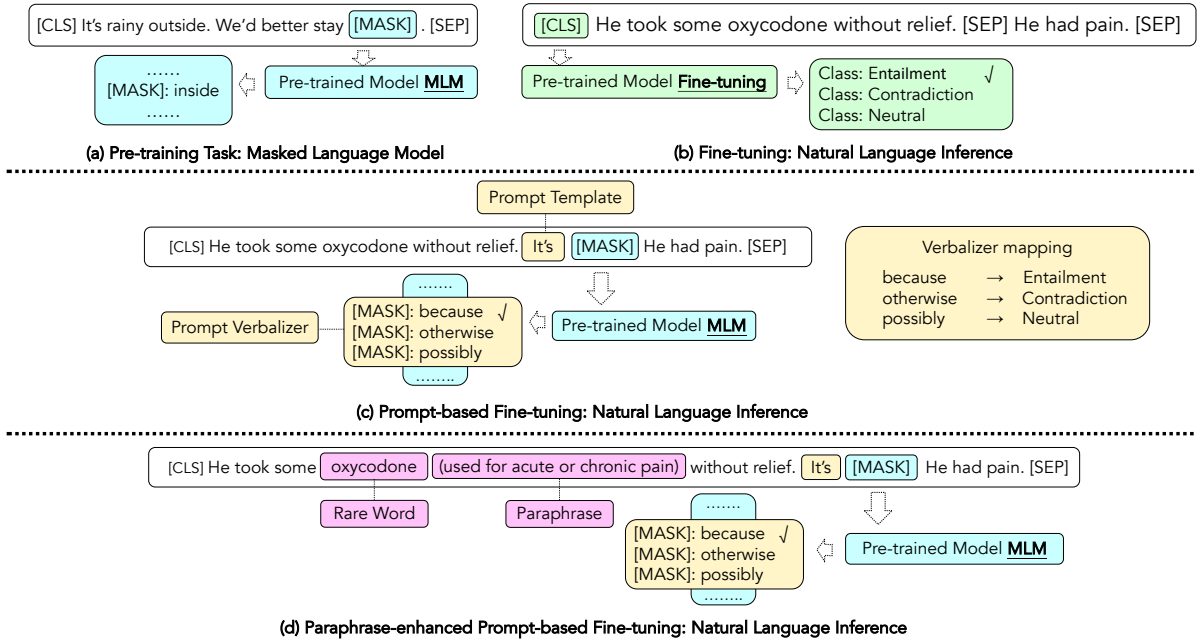 [CLS] It's rainy outside. We'd better stay [MASK] . [SEP]
......
[MASK]: inside
......
Pre-trained Model MLM
(a) Pre-training Task: Masked Language Model
[CLS] He took some oxycodone without relief. [SEP] He had pain. [SEP]
Pre-trained Model Fine-tuning
Class: Entailment √
Class: Contradiction
Class: Neutral
(b) Fine-tuning: Natural Language Inference
Prompt Template
[CLS] He took some oxycodone without relief. It's [MASK] He had pain. [SEP]
Prompt Verbalizer
.......
[MASK]: because √
[MASK]: otherwise
[MASK]: possibly
........
Pre-trained Model MLM
Verbalizer mapping
because → Entailment
otherwise → Contradiction
possibly → Neutral
(c) Prompt-based Fine-tuning: Natural Language Inference
[CLS] He took some oxycodone (used for acute or chronic pain) without relief. It's [MASK] He had pain. [SEP]
Rare Word
Paraphrase
.......
[MASK]: because √
[MASK]: otherwise
[MASK]: possibly
........
Pre-trained Model MLM
(d) Paraphrase-enhanced Prompt-based Fine-tuning: Natural Language Inference